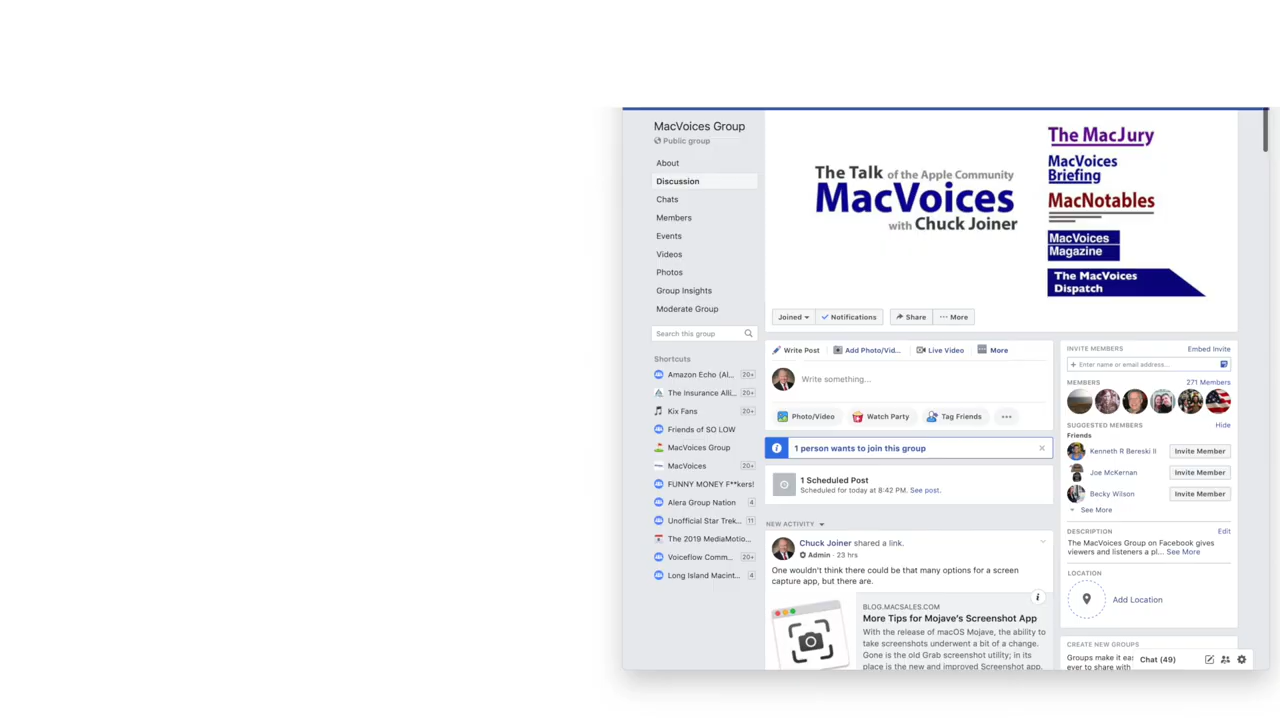 MacVoices Group
Public group
About
Discussion
Chats
Members
Events
Videos
Photos
Group Insights
Moderate Group
Search this group
Shortcuts
Amazon Echo (Al... 20+
The Insurance Alli... 20+
Kix Fans 20+
Friends of SO LOW
MacVoices Group
MacVoices 20+
FUNNY MONEY F**kers!
Alera Group Nation 4
Unofficial Star Trek... 11
The 2019 MediaMotio...
Voiceflow Comm... 20+
Long Island Macint... 4
The Talk of the Apple Community
MacVoices
with Chuck Joiner
The MacJury
MacVoices
Briefing
MacNotables
MacVoices
Magazine
The MacVoices
Dispatch
Joined Notifications Share ··· More
Write Post Add Photo/Vid... Live Video More
Write something...
Photo/Video Watch Party Tag Friends
1 person wants to join this group
1 Scheduled Post
Scheduled for today at 8:42 PM. See post.
NEW ACTIVITY
Chuck Joiner shared a link.
Admin · 23 hrs
One wouldn't think there could be that many options for a screen
capture app, but there are.
BLOG.MACSALES.COM
More Tips for Mojave's Screenshot App
With the release of macOS Mojave, the ability to
take screenshots underwent a bit of a change.
Gone is the old Grab screenshot utility; in its
place is the new and improved Screenshot app.
INVITE MEMBERS Embed Invite
+ Enter name or email address...
MEMBERS 271 Members
SUGGESTED MEMBERS Hide
Friends
Kenneth R Bereski II Invite Member
Joe McKernan Invite Member
Becky Wilson Invite Member
See More
DESCRIPTION Edit
The MacVoices Group on Facebook gives
viewers and listeners a pl... See More
LOCATION
Add Location
CREATE NEW GROUPS
Groups make it eas
ever to share with
Chat (49)